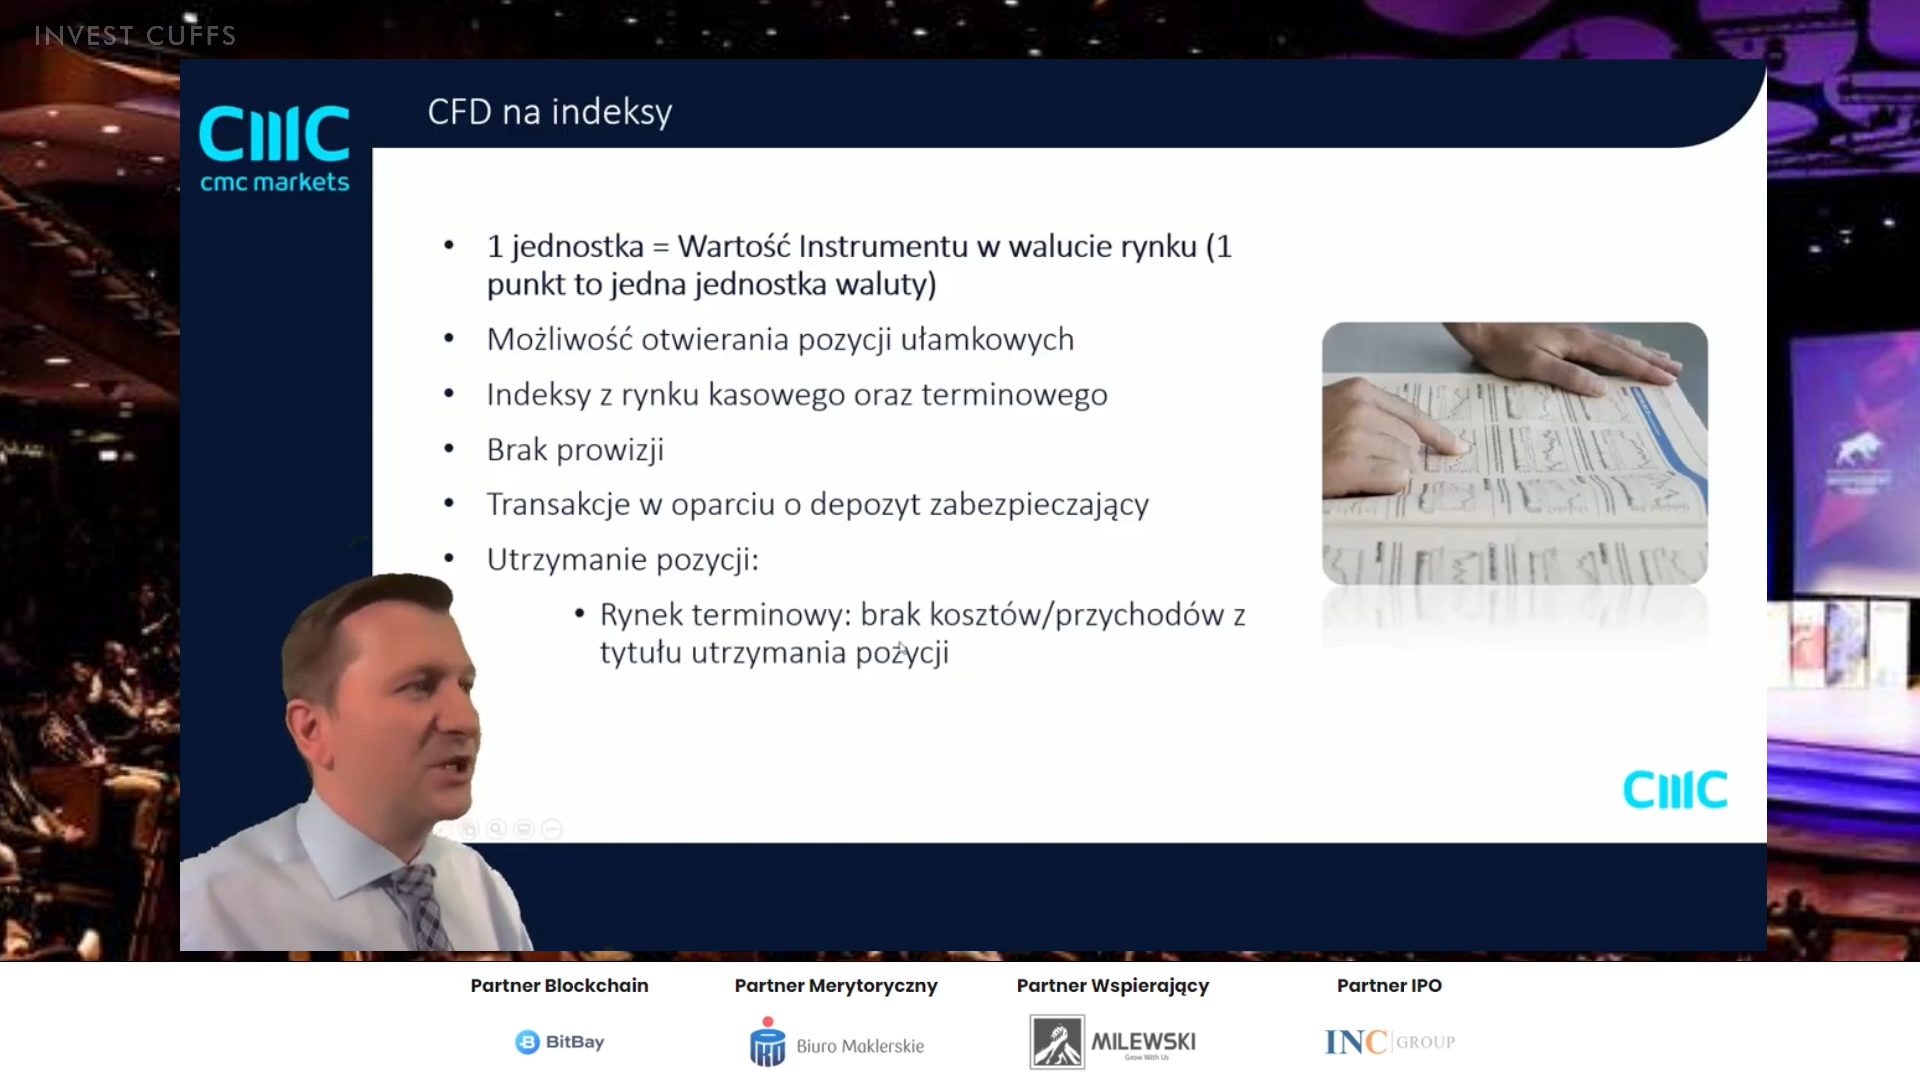 INVEST CUFFS
CMC
cmc markets
CFD na indeksy
• 1 jednostka = Wartość Instrumentu w walucie rynku (1
punkt to jedna jednostka waluty)
• Możliwość otwierania pozycji ułamkowych
• Indeksy z rynku kasowego oraz terminowego
• Brak prowizji
• Transakcje w oparciu o depozyt zabezpieczający
• Utrzymanie pozycji:
• Rynek terminowy: brak kosztów/przychodów z
tytułu utrzymania pozycji
CMC
Partner Blockchain
Partner Merytoryczny
Partner Wspierający
Partner IPO
BitBay
PKO Biuro Maklerskie
MILEWSKI
Grow With Us
INC GROUP